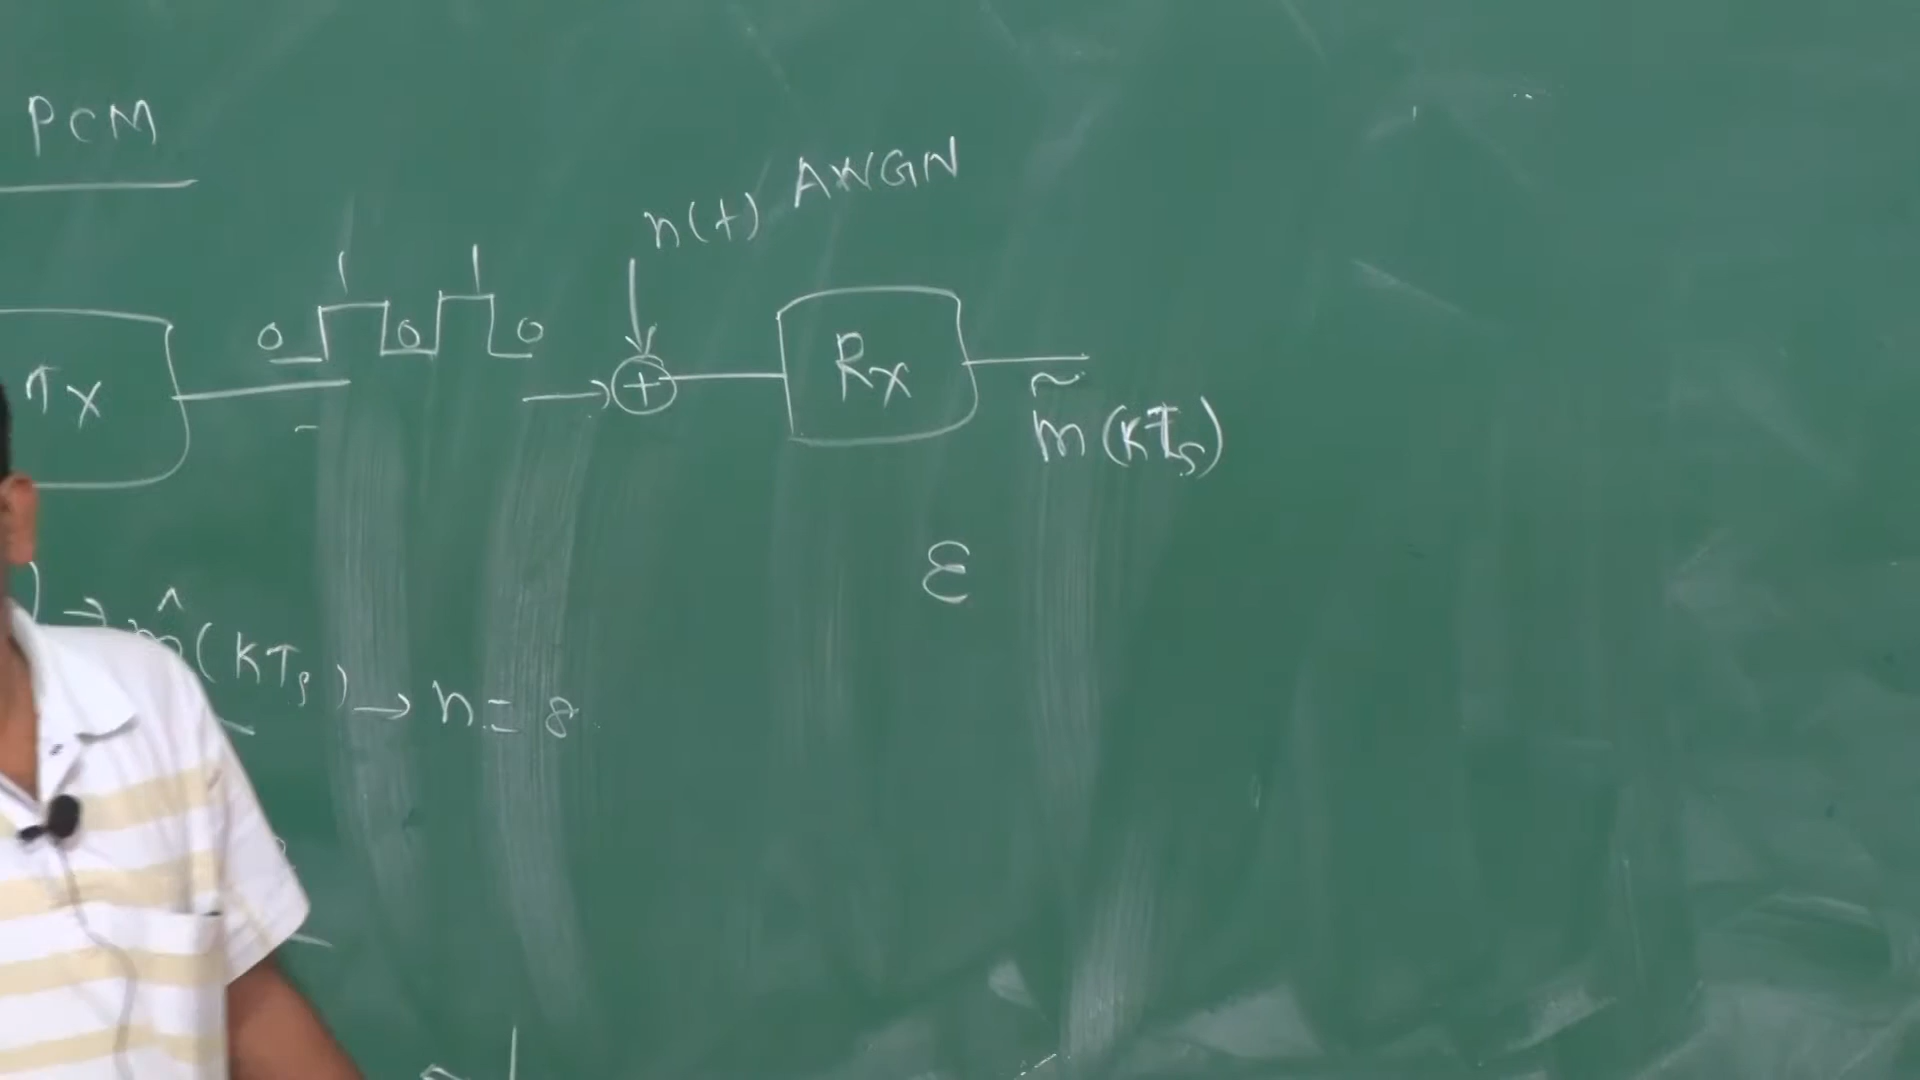 PCM
n(t) AWGN
0 1 0 1 0
Tx
+
Rx
m̃(kTs)
ε
) → m̂(kTs) → n = 8